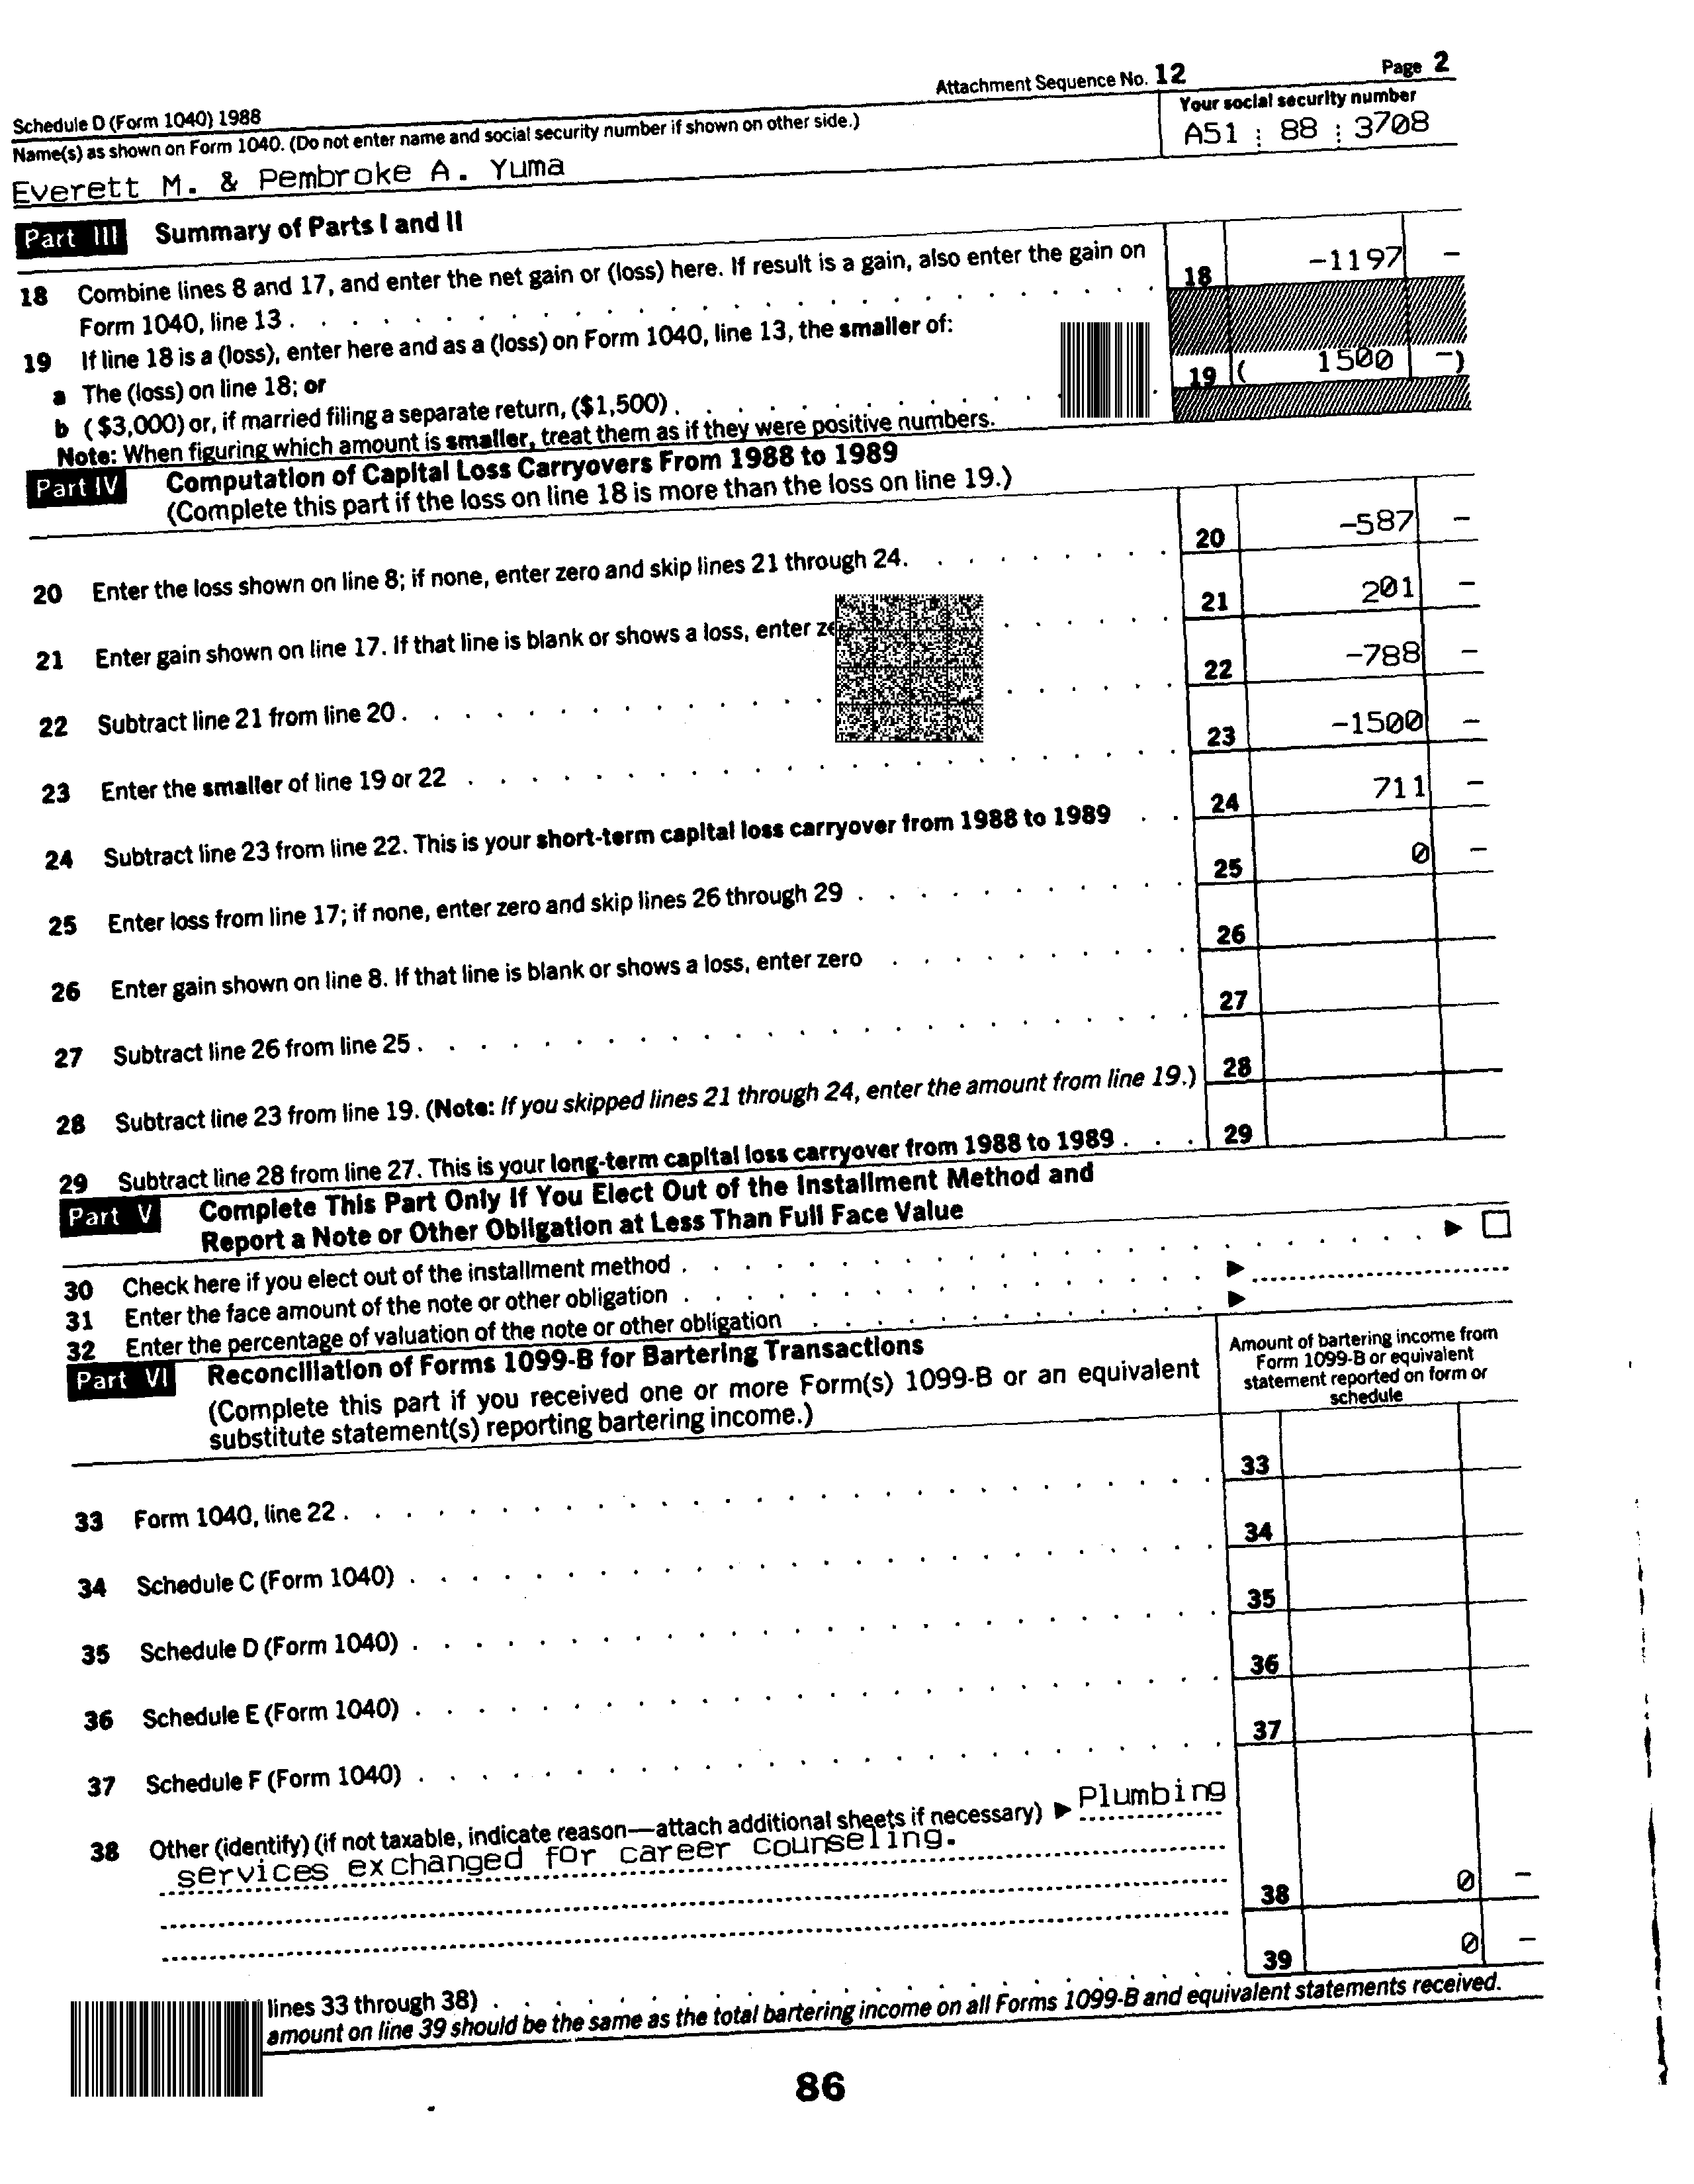 Schedule D (Form 1040) 1988 Attachment Sequence No. 12 Page 2
Name(s) as shown on Form 1040. (Do not enter name and social security number if shown on other side.) Your social security number
Everett M. & Pembroke A. Yuma A51 : 88 : 3708
Part III Summary of Parts I and II
18 Combine lines 8 and 17, and enter the net gain or (loss) here. If result is a gain, also enter the gain on
Form 1040, line 13 . . . 18 -1197 -
19 If line 18 is a (loss), enter here and as a (loss) on Form 1040, line 13, the smaller of:
a The (loss) on line 18; or
b ($3,000) or, if married filing a separate return, ($1,500) . . . 19 ( 1500 -)
Note: When figuring which amount is smaller, treat them as if they were positive numbers.
Part IV Computation of Capital Loss Carryovers From 1988 to 1989
(Complete this part if the loss on line 18 is more than the loss on line 19.)
20 Enter the loss shown on line 8; if none, enter zero and skip lines 21 through 24. . . . 20 -587 -
21 Enter gain shown on line 17. If that line is blank or shows a loss, enter . . . 21 201 -
22 Subtract line 21 from line 20 . . . 22 -788 -
23 Enter the smaller of line 19 or 22 . . . 23 -1500 -
24 Subtract line 23 from line 22. This is your short-term capital loss carryover from 1988 to 1989 . . 24 711 -
25 Enter loss from line 17; if none, enter zero and skip lines 26 through 29 . . . 25 0 -
26 Enter gain shown on line 8. If that line is blank or shows a loss, enter zero . . . 26
27 Subtract line 26 from line 25 . . . 27
28 Subtract line 23 from line 19. (Note: If you skipped lines 21 through 24, enter the amount from line 19.) 28
29 Subtract line 28 from line 27. This is your long-term capital loss carryover from 1988 to 1989 . . . 29
Part V Complete This Part Only If You Elect Out of the Installment Method and
Report a Note or Other Obligation at Less Than Full Face Value
30 Check here if you elect out of the installment method . . . ▶ ☐
31 Enter the face amount of the note or other obligation . . . ▶
32 Enter the percentage of valuation of the note or other obligation . . . ▶
Part VI Reconciliation of Forms 1099-B for Bartering Transactions
(Complete this part if you received one or more Form(s) 1099-B or an equivalent
substitute statement(s) reporting bartering income.)
Amount of bartering income from
Form 1099-B or equivalent
statement reported on form or
schedule
33 Form 1040, line 22 . . . 33
34 Schedule C (Form 1040) . . . 34
35 Schedule D (Form 1040) . . . 35
36 Schedule E (Form 1040) . . . 36
37 Schedule F (Form 1040) . . . 37
38 Other (identify) (if not taxable, indicate reason—attach additional sheets if necessary) ▶ Plumbing
services exchanged for career counseling.
38 0 -
lines 33 through 38) . . . 39 0 -
amount on line 39 should be the same as the total bartering income on all Forms 1099-B and equivalent statements received.
86